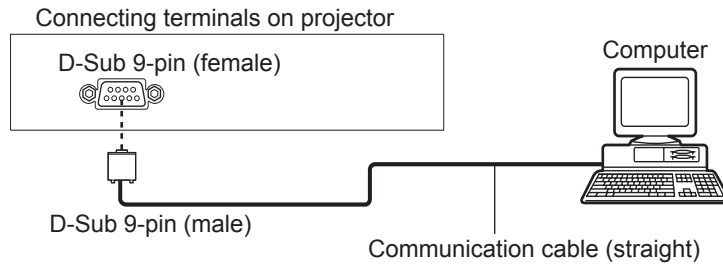 Connecting terminals on projector
D-Sub 9-pin (female)
Computer
D-Sub 9-pin (male)
Communication cable (straight)